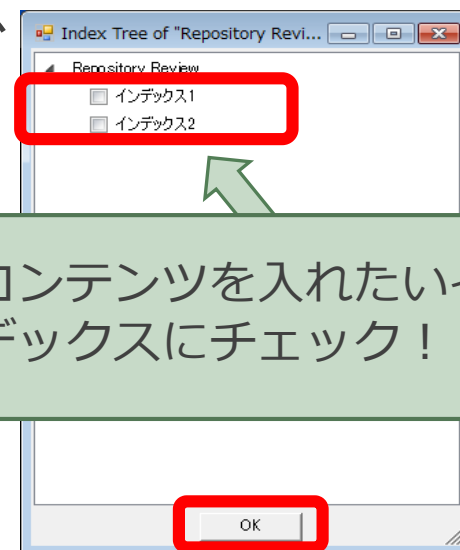 Index Tree of "Repository Revi...
Repository Review
インデックス1
インデックス2
コンテンツを入れたいイ
デックスにチェック！
OK